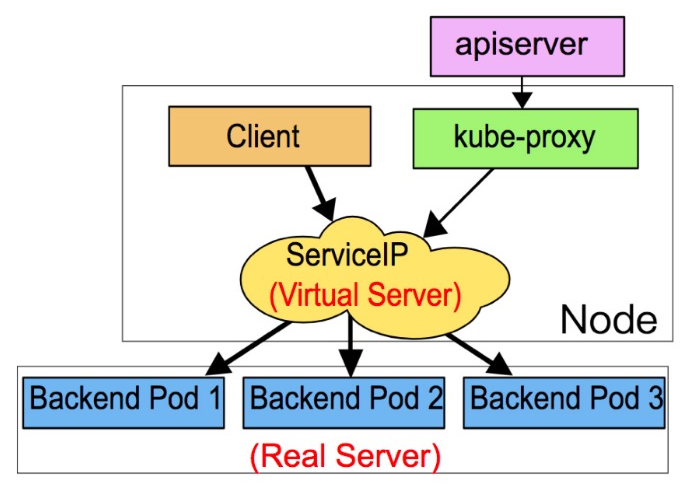 apiserver
Client
kube-proxy
ServiceIP
(Virtual Server)
Node
Backend Pod 1
Backend Pod 2
Backend Pod 3
(Real Server)